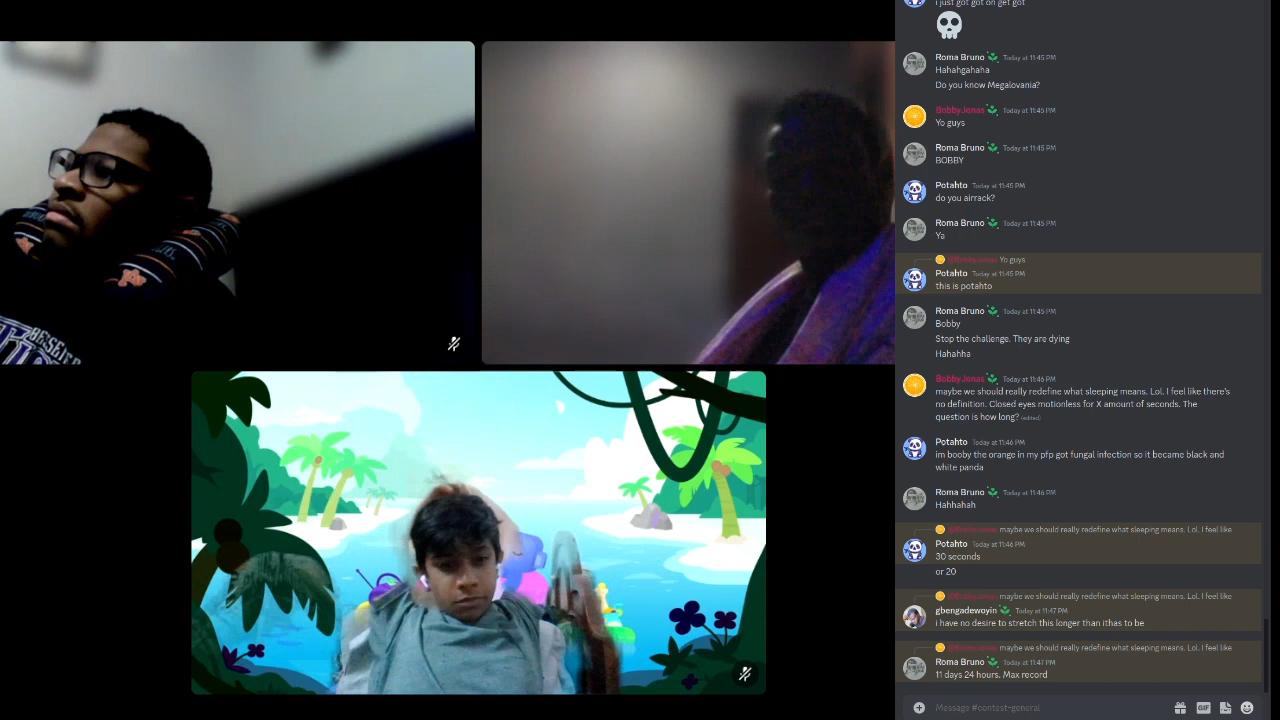 i just got got on get got
Roma Bruno Today at 11:45 PM
Hahahgahaha
Do you know Megalovania?
BobbyJonas Today at 11:45 PM
Yo guys
Roma Bruno Today at 11:45 PM
BOBBY
Potahto Today at 11:45 PM
do you airrack?
Roma Bruno Today at 11:45 PM
Ya
@BobbyJonas Yo guys
Potahto Today at 11:45 PM
this is potahto
Roma Bruno Today at 11:45 PM
Bobby
Stop the challenge. They are dying
Hahahha
BobbyJonas Today at 11:46 PM
maybe we should really redefine what sleeping means. Lol. I feel like there's
no definition. Closed eyes motionless for X amount of seconds. The
question is how long? (edited)
Potahto Today at 11:46 PM
im booby the orange in my pfp got fungal infection so it became black and
white panda
Roma Bruno Today at 11:46 PM
Hahhahah
@BobbyJonas maybe we should really redefine what sleeping means. Lol. I feel like
Potahto Today at 11:46 PM
30 seconds
or 20
@BobbyJonas maybe we should really redefine what sleeping means. Lol. I feel like
gbengadewoyin Today at 11:47 PM
i have no desire to stretch this longer than ithas to be
@BobbyJonas maybe we should really redefine what sleeping means. Lol. I feel like
Roma Bruno Today at 11:47 PM
11 days 24 hours. Max record
Message #contest-general
GIF